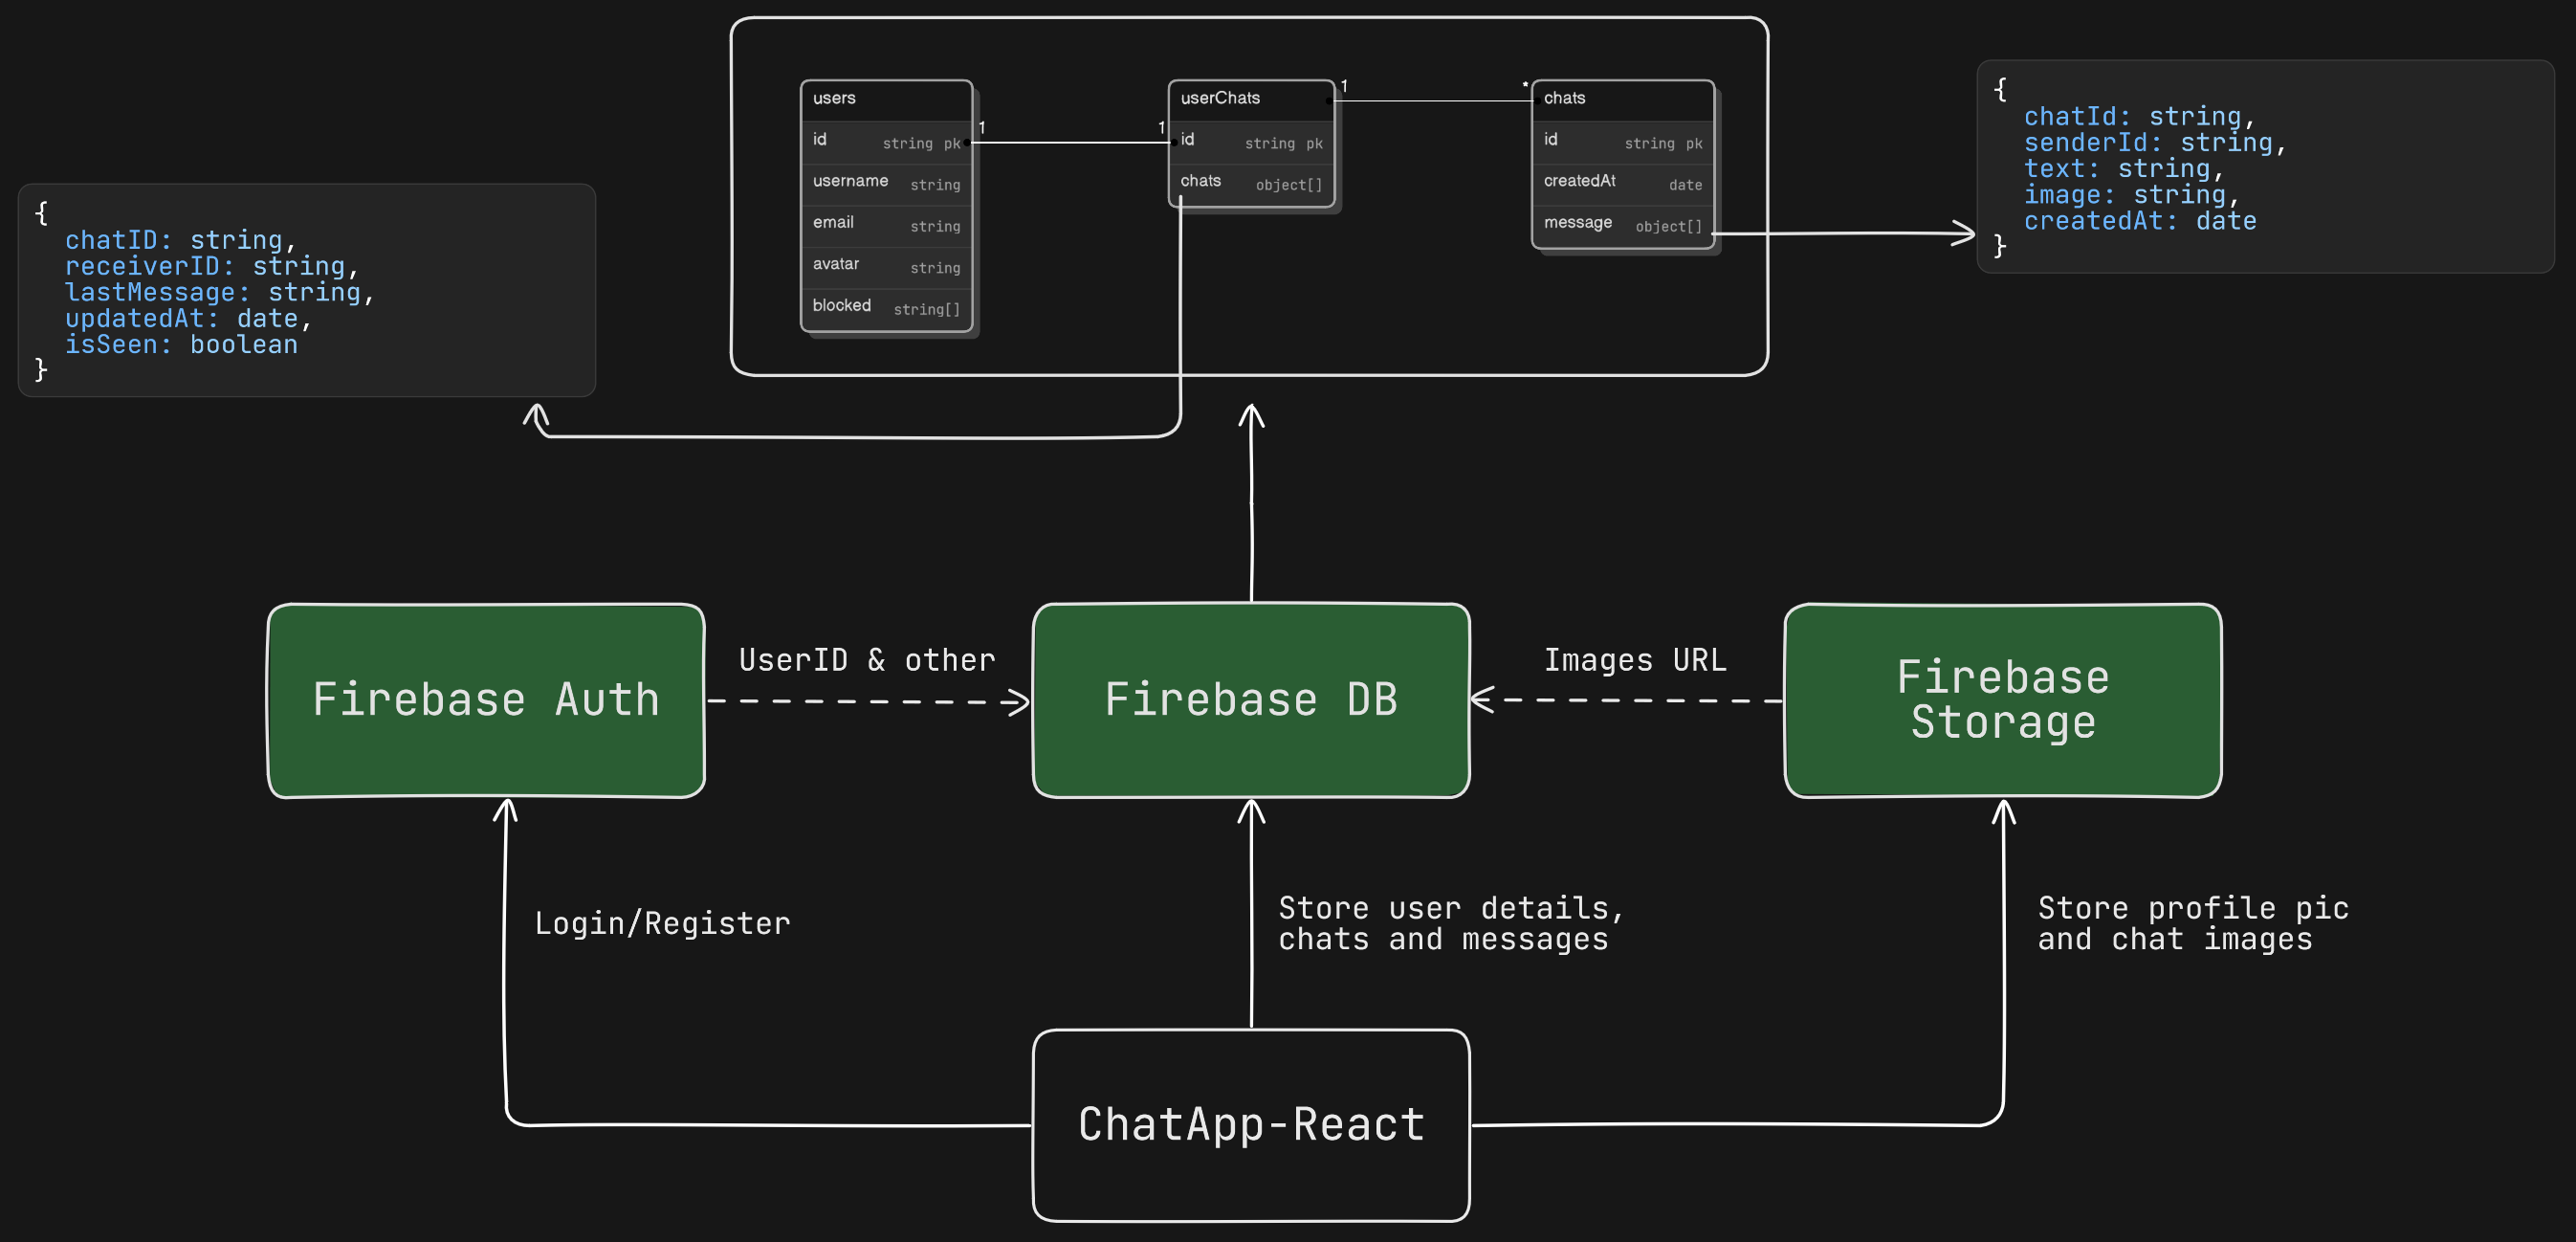 users
id string pk
username string
email string
avatar string
blocked string[]
1
1
userChats
id string pk
chats object[]
1
*
chats
id string pk
createdAt date
message object[]
{
chatId: string,
senderId: string,
text: string,
image: string,
createdAt: date
}
{
chatID: string,
receiverID: string,
lastMessage: string,
updatedAt: date,
isSeen: boolean
}
Firebase Auth
UserID & other
Firebase DB
Images URL
Firebase
Storage
Login/Register
Store user details,
chats and messages
Store profile pic
and chat images
ChatApp-React